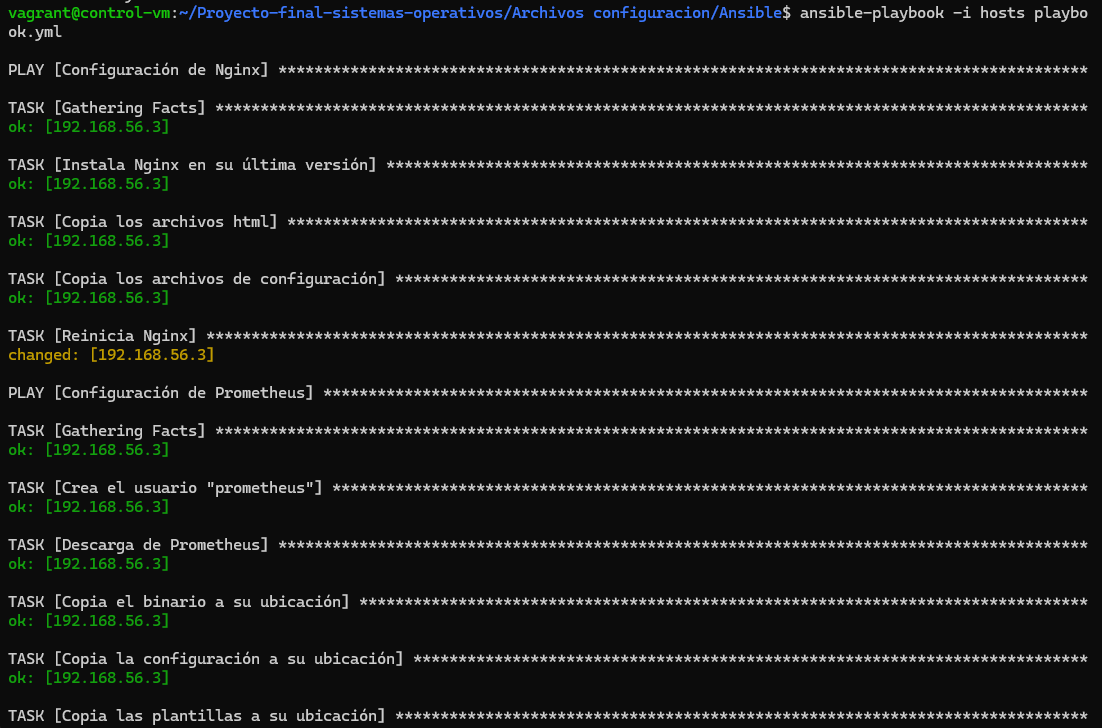 vagrant@control-vm:~/Proyecto-final-sistemas-operativos/Archivos configuracion/Ansible$ ansible-playbook -i hosts playbo
ok.yml
PLAY [Configuración de Nginx] ******************************************************************************************
TASK [Gathering Facts] *************************************************************************************************
ok: [192.168.56.3]
TASK [Instala Nginx en su última versión] ******************************************************************************
ok: [192.168.56.3]
TASK [Copia los archivos html] *****************************************************************************************
ok: [192.168.56.3]
TASK [Copia los archivos de configuración] *****************************************************************************
ok: [192.168.56.3]
TASK [Reinicia Nginx] **************************************************************************************************
changed: [192.168.56.3]
PLAY [Configuración de Prometheus] *************************************************************************************
TASK [Gathering Facts] *************************************************************************************************
ok: [192.168.56.3]
TASK [Crea el usuario "prometheus"] ************************************************************************************
ok: [192.168.56.3]
TASK [Descarga de Prometheus] ******************************************************************************************
ok: [192.168.56.3]
TASK [Copia el binario a su ubicación] *********************************************************************************
ok: [192.168.56.3]
TASK [Copia la configuración a su ubicación] ***************************************************************************
ok: [192.168.56.3]
TASK [Copia las plantillas a su ubicación] *****************************************************************************